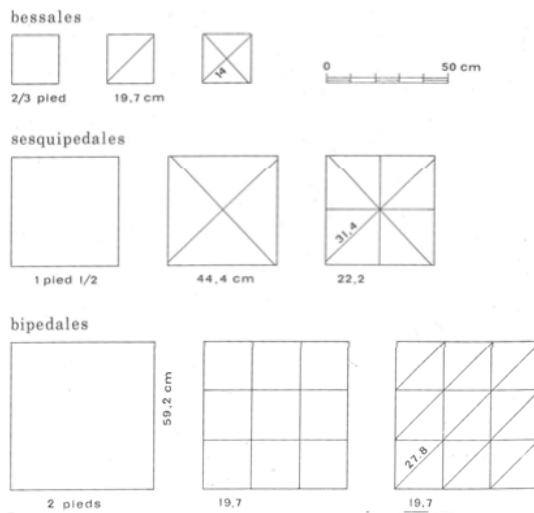 bessales
14
0 50 cm
2/3 pied 19,7 cm
sesquipedales
31,4
1 pied 1/2 44,4 cm 22,2
bipedales
59,2 cm
27.8
2 pieds 19,7 19,7